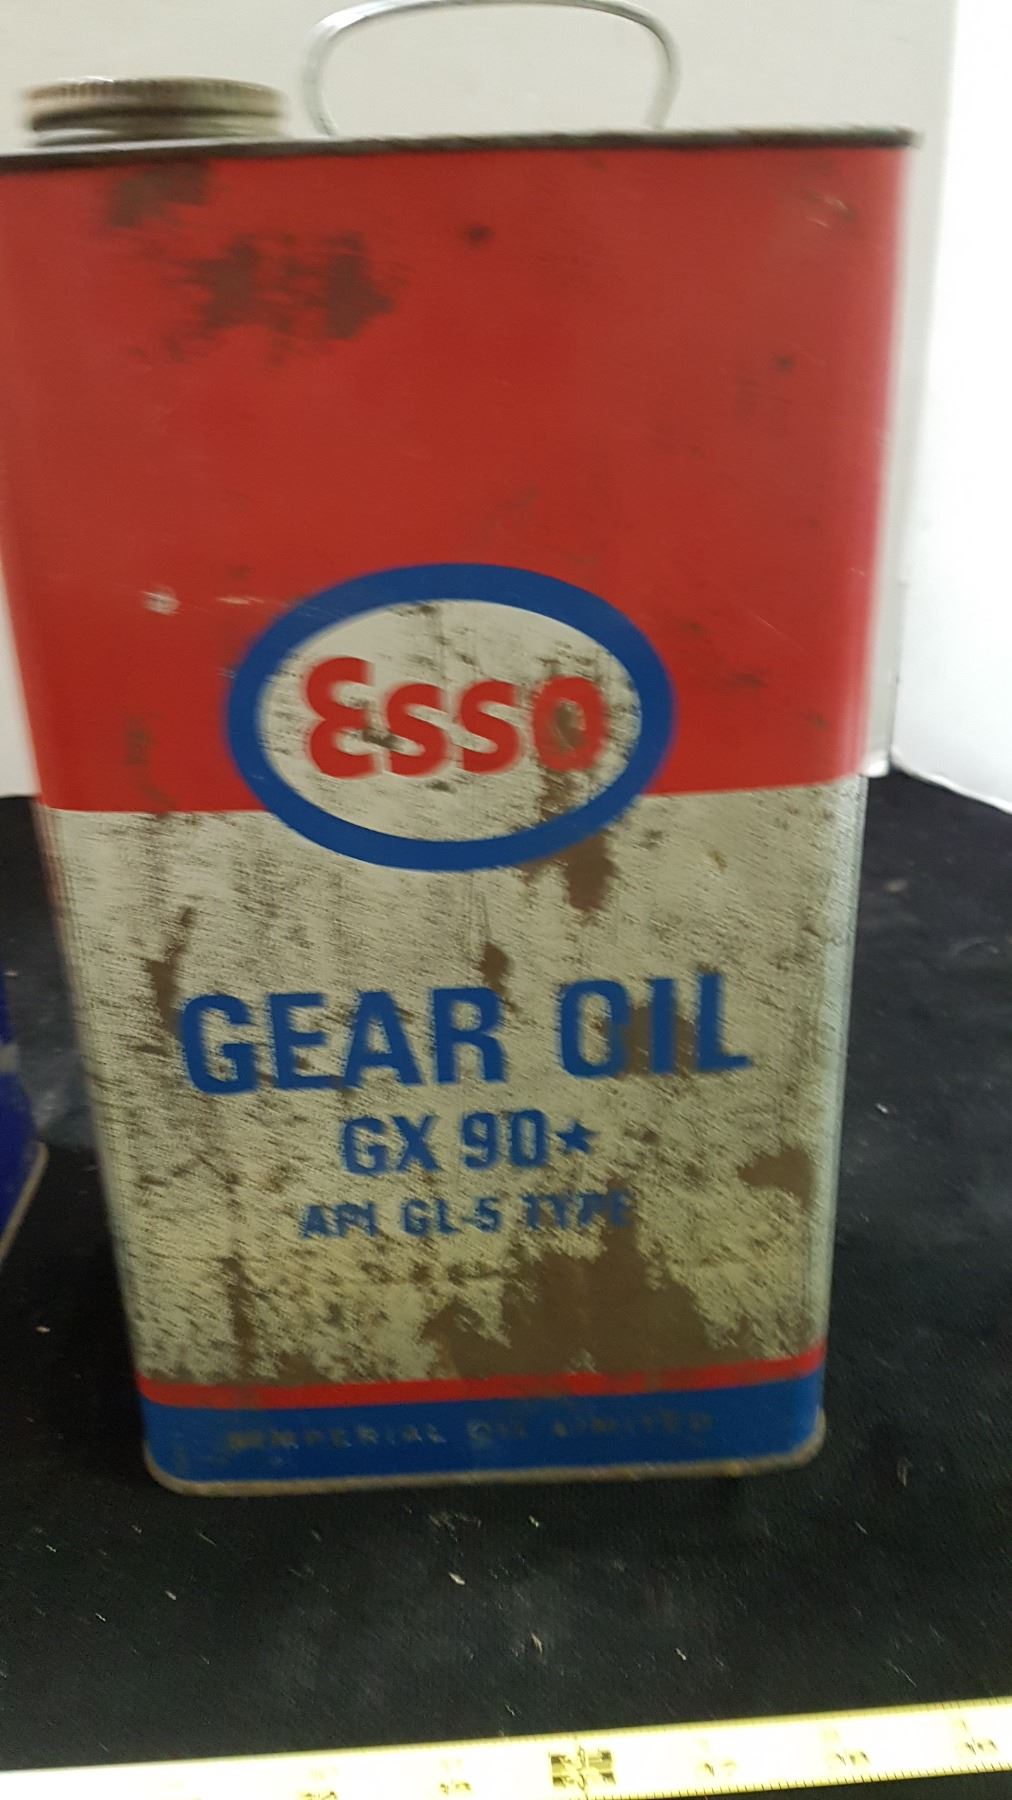 Esso
GEAR OIL
GX 90★
API GL-5 TYPE
IMPERIAL OIL LIMITED